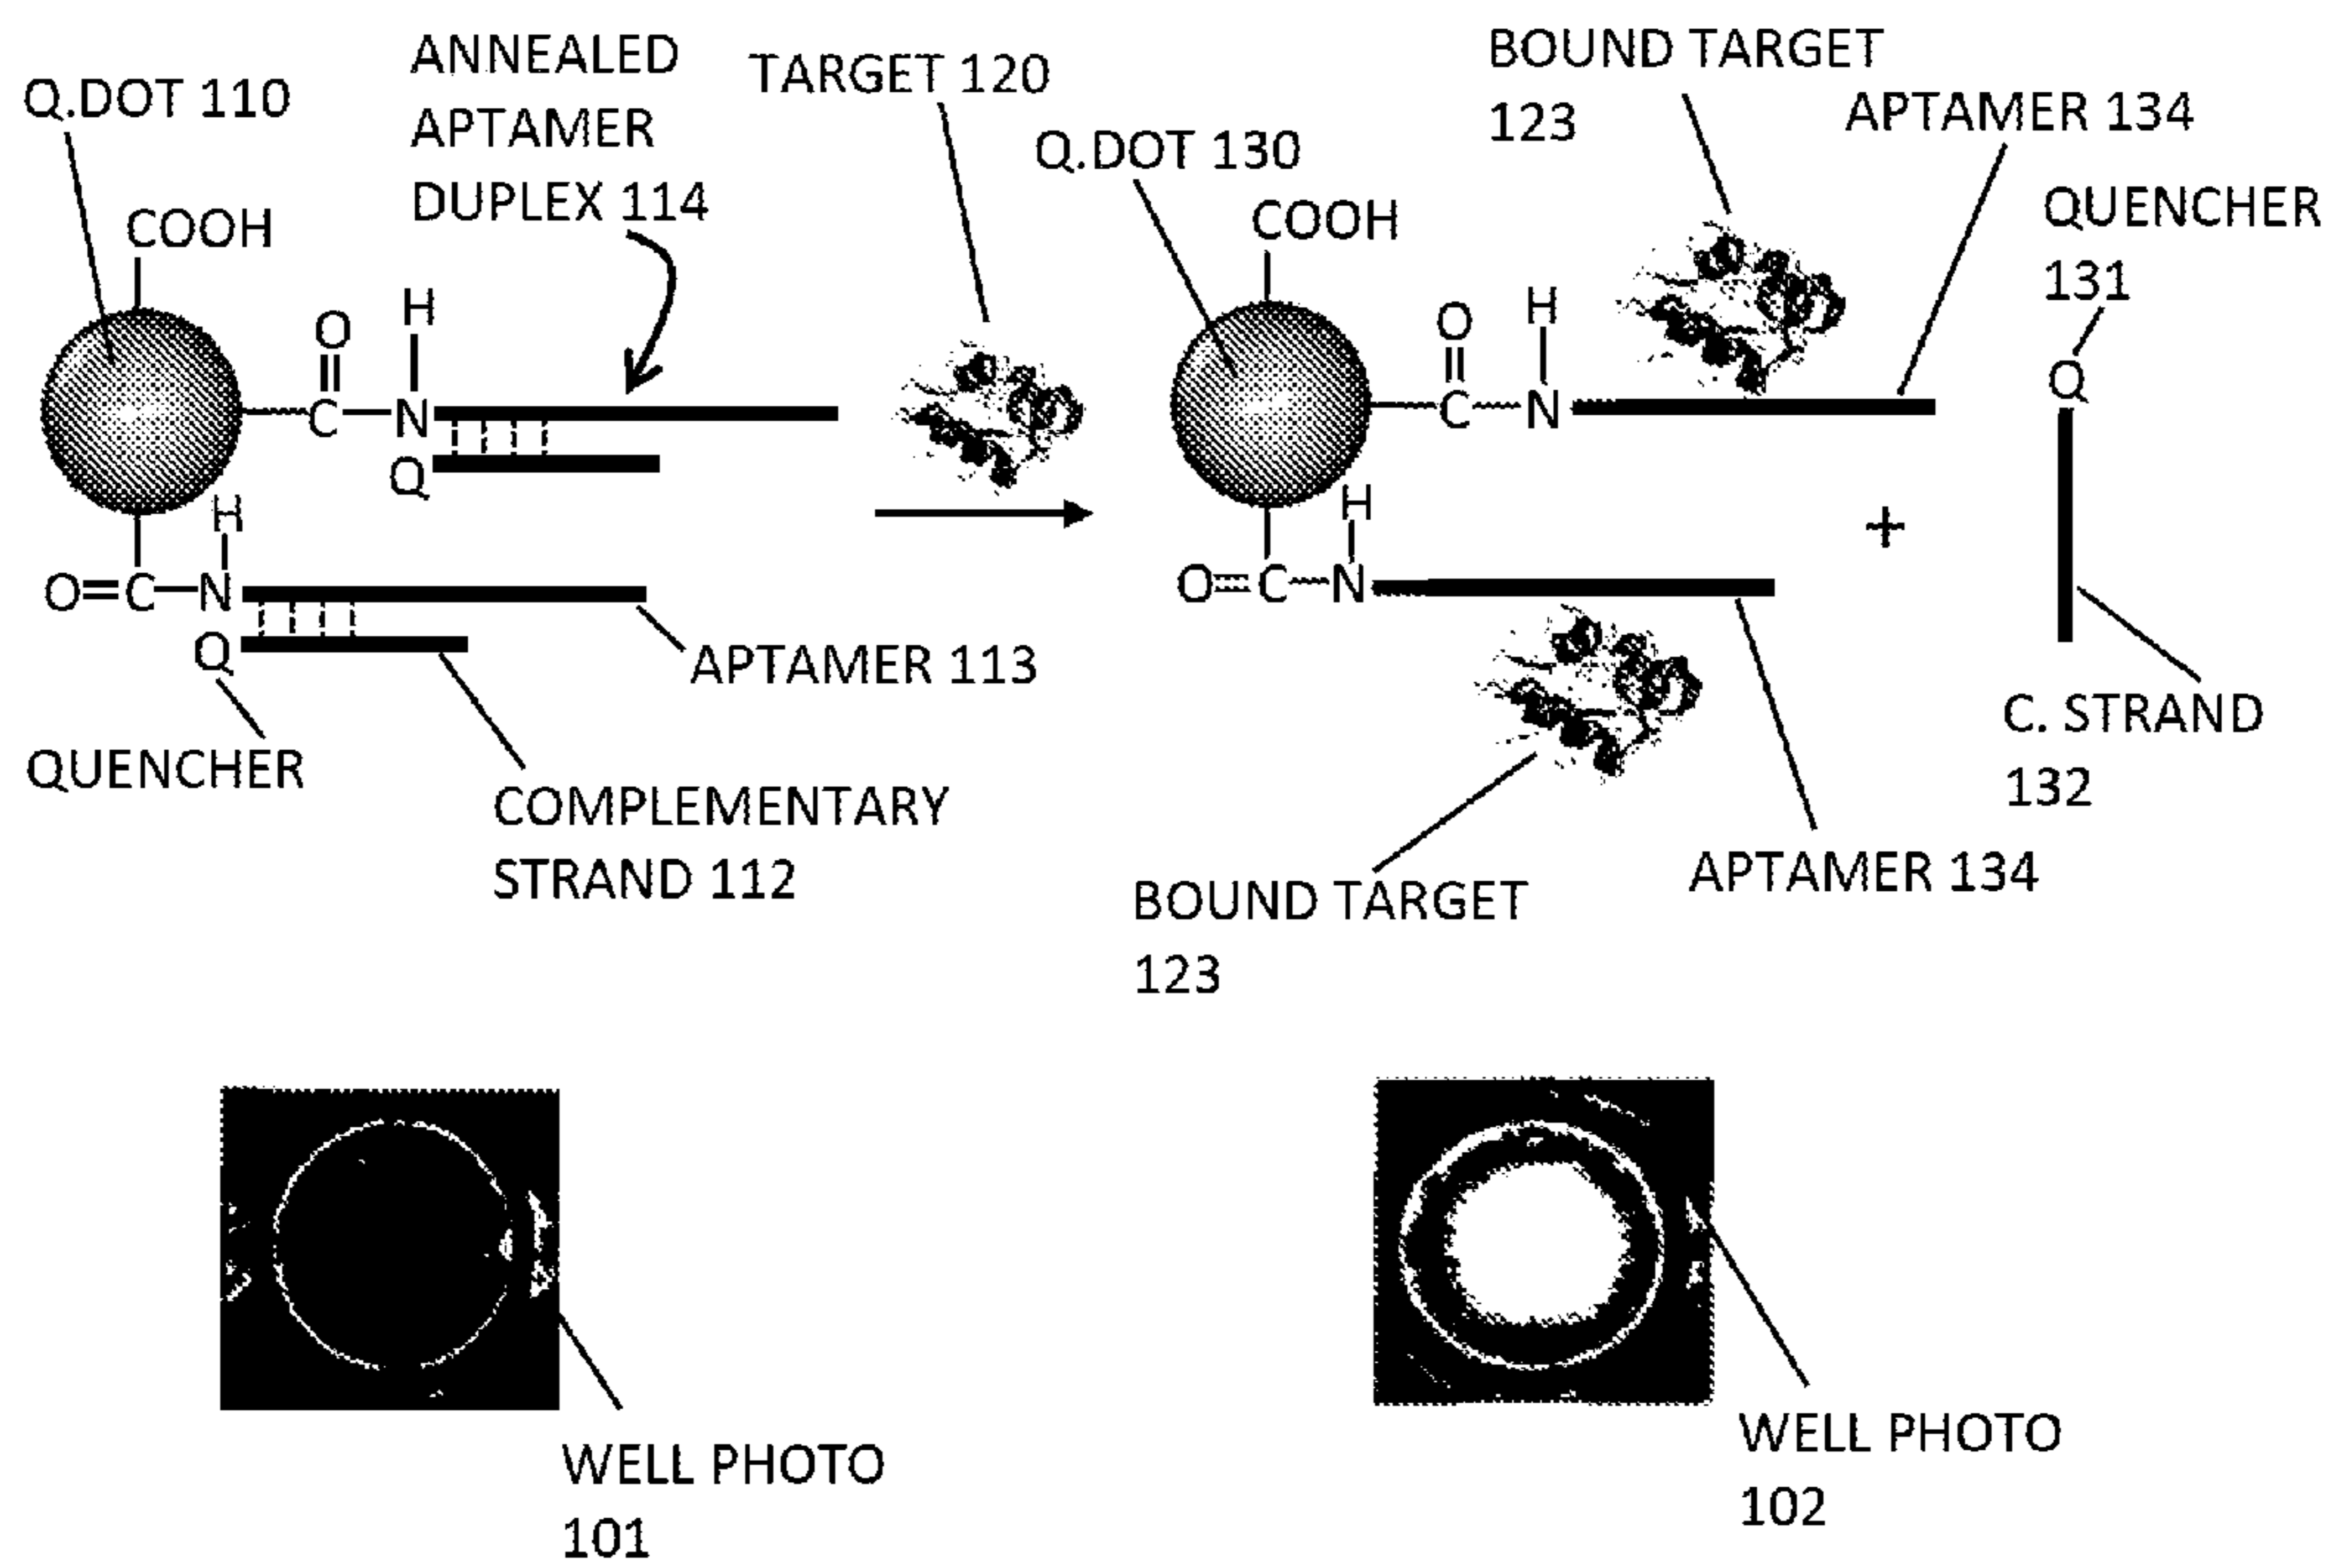 Q.DOT 110
ANNEALED
APTAMER
DUPLEX 114
TARGET 120
COOH
O
H
C
N
Q
H
O
C
N
Q
QUENCHER
APTAMER 113
COMPLEMENTARY
STRAND 112
Q.DOT 130
BOUND TARGET
123
APTAMER 134
QUENCHER
131
COOH
O
H
C
N
Q
H
O
C
N
+
C. STRAND
132
BOUND TARGET
123
APTAMER 134
WELL PHOTO
101
WELL PHOTO
102